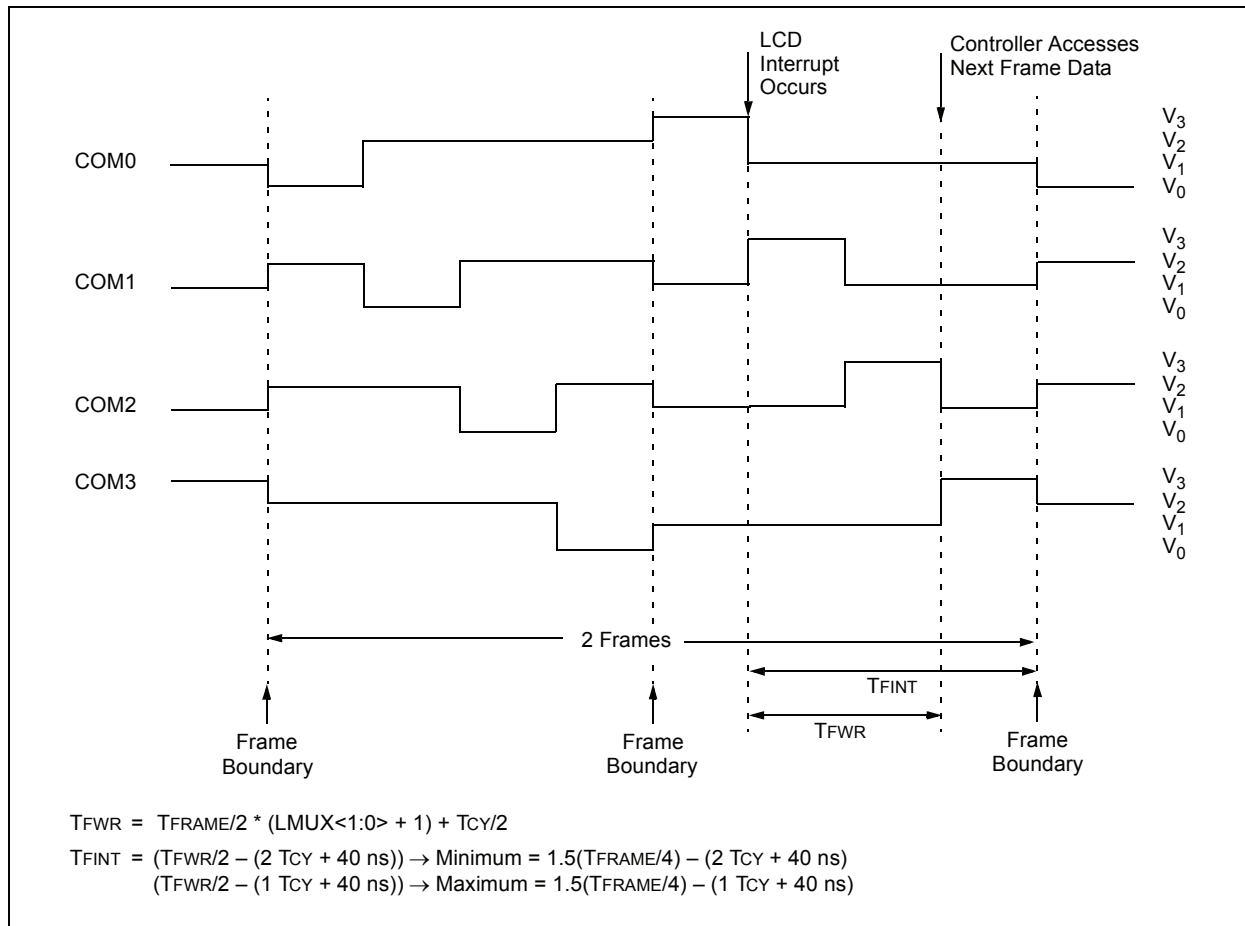 LCD
Interrupt
Occurs
Controller Accesses
Next Frame Data
COM0
V3
V2
V1
V0
COM1
V3
V2
V1
V0
COM2
V3
V2
V1
V0
COM3
V3
V2
V1
V0
2 Frames
TFINT
TFWR
Frame
Boundary
Frame
Boundary
Frame
Boundary
TFWR = TFRAME/2 * (LMUX<1:0> + 1) + TCY/2
TFINT = (TFWR/2 – (2 TCY + 40 ns)) → Minimum = 1.5(TFRAME/4) – (2 TCY + 40 ns)
(TFWR/2 – (1 TCY + 40 ns)) → Maximum = 1.5(TFRAME/4) – (1 TCY + 40 ns)